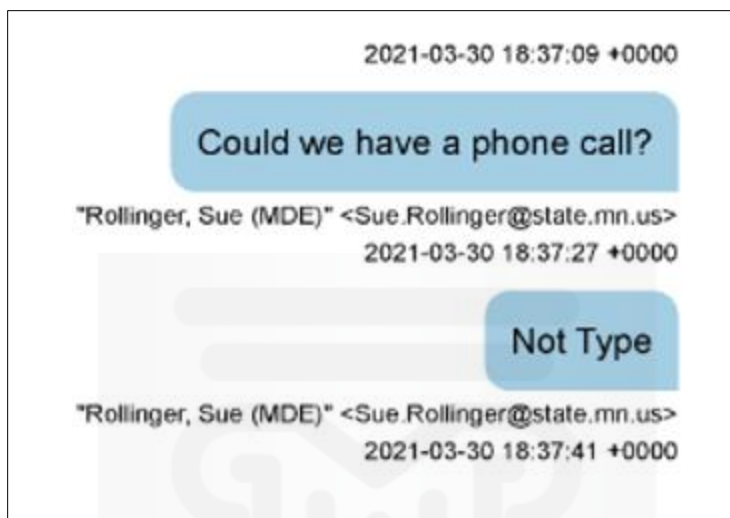 2021-03-30 18:37:09 +0000
Could we have a phone call?
"Rollinger, Sue (MDE)" <Sue.Rollinger@state.mn.us>
2021-03-30 18:37:27 +0000
Not Type
"Rollinger, Sue (MDE)" <Sue.Rollinger@state.mn.us>
2021-03-30 18:37:41 +0000